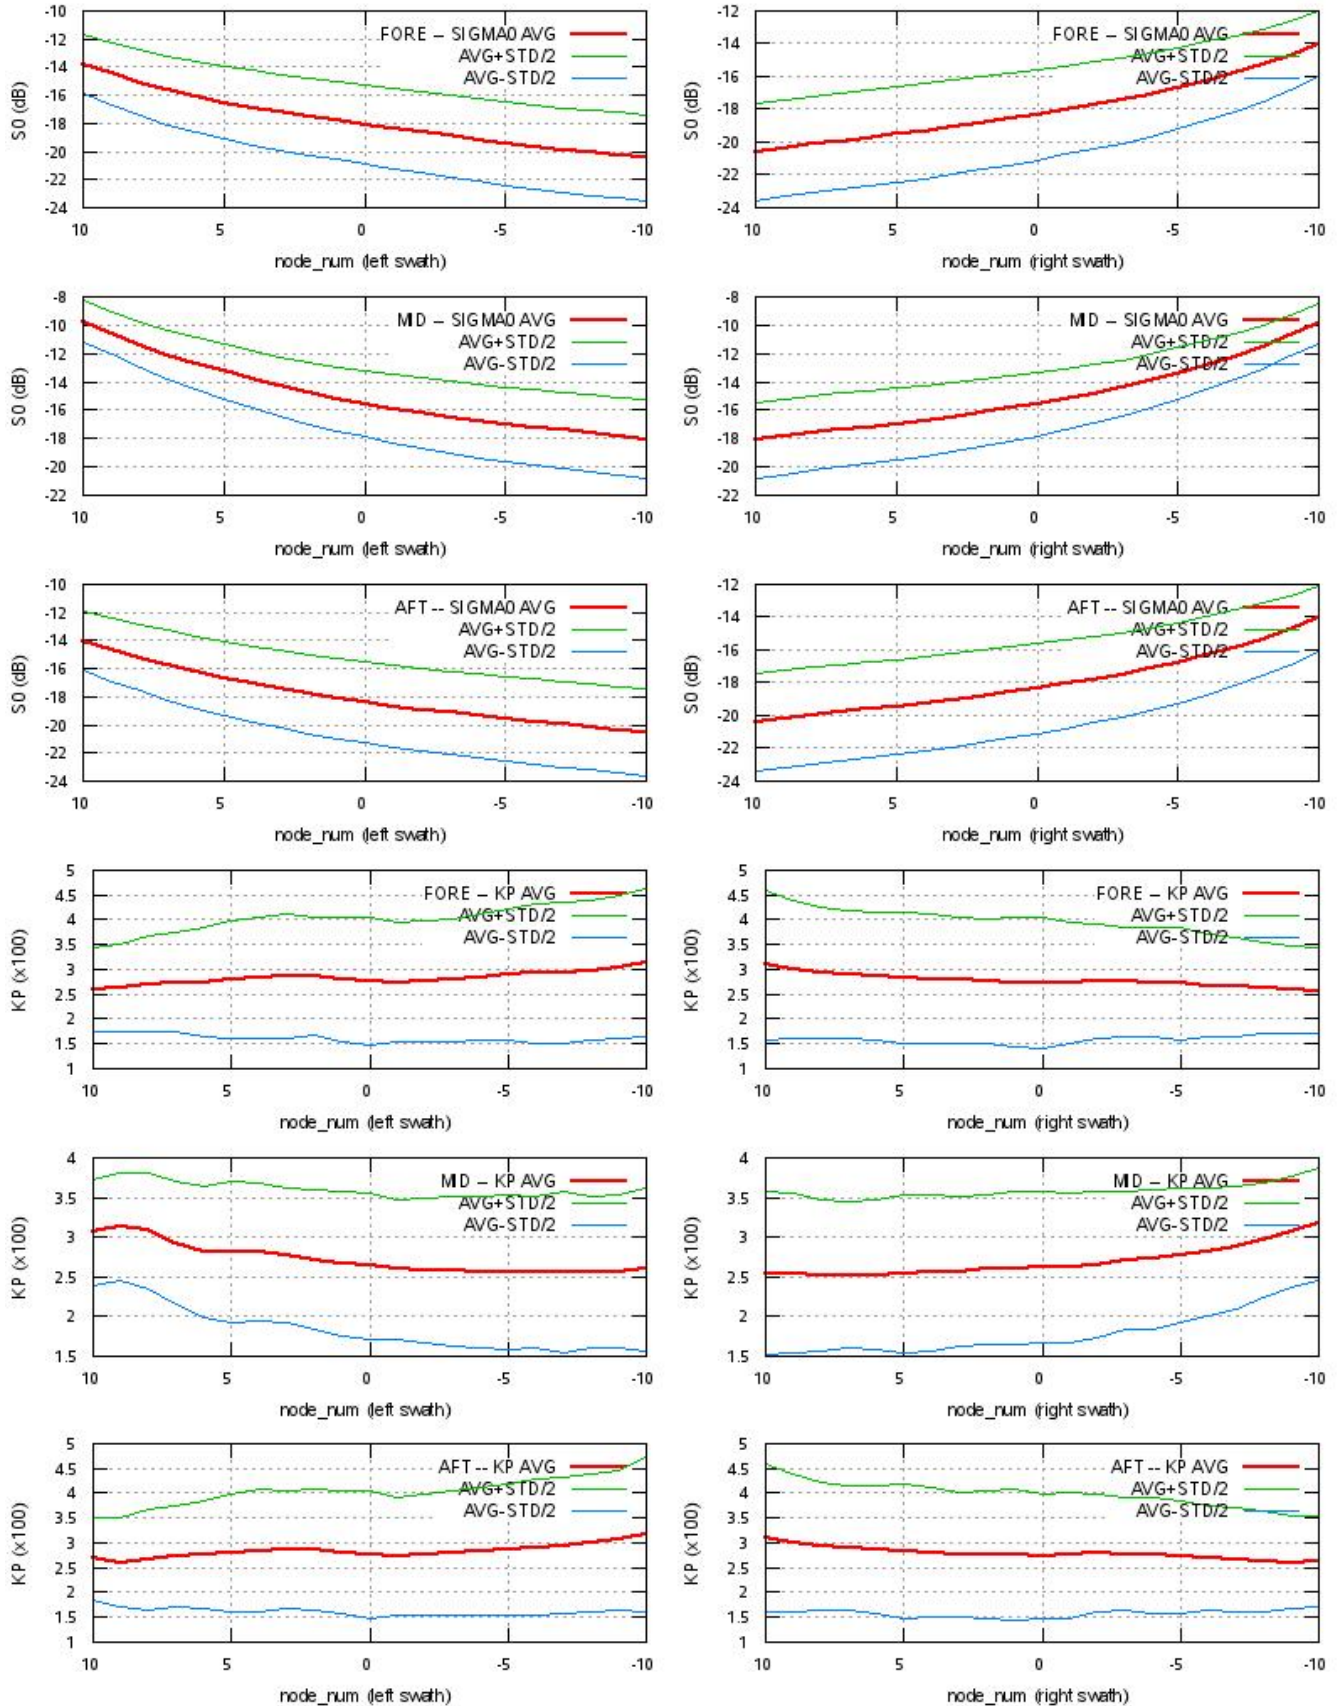 -10
-12
-14
-16
-18
-20
-22
-24
S0 (dB)
FORE – SIGMA0 AVG
AVG+STD/2
AVG-STD/2
10 5 0 -5 -10
node_num (left swath)
-12
-14
-16
-18
-20
-22
-24
S0 (dB)
FORE – SIGMA0 AVG
AVG+STD/2
AVG-STD/2
10 5 0 -5 -10
node_num (right swath)
-8
-10
-12
-14
-16
-18
-20
-22
S0 (dB)
MID – SIGMA0 AVG
AVG+STD/2
AVG-STD/2
10 5 0 -5 -10
node_num (left swath)
-8
-10
-12
-14
-16
-18
-20
-22
S0 (dB)
MID – SIGMA0 AVG
AVG+STD/2
AVG-STD/2
10 5 0 -5 -10
node_num (right swath)
-10
-12
-14
-16
-18
-20
-22
-24
S0 (dB)
AFT -- SIGMA0 AVG
AVG+STD/2
AVG-STD/2
10 5 0 -5 -10
node_num (left swath)
-12
-14
-16
-18
-20
-22
-24
S0 (dB)
AFT -- SIGMA0 AVG
AVG+STD/2
AVG-STD/2
10 5 0 -5 -10
node_num (right swath)
5
4.5
4
3.5
3
2.5
2
1.5
1
KP (x100)
FORE – KP AVG
AVG+STD/2
AVG-STD/2
10 5 0 -5 -10
node_num (left swath)
5
4.5
4
3.5
3
2.5
2
1.5
1
KP (x100)
FORE – KP AVG
AVG+STD/2
AVG-STD/2
10 5 0 -5 -10
node_num (right swath)
4
3.5
3
2.5
2
1.5
KP (x100)
MID – KP AVG
AVG+STD/2
AVG-STD/2
10 5 0 -5 -10
node_num (left swath)
4
3.5
3
2.5
2
1.5
KP (x100)
MID – KP AVG
AVG+STD/2
AVG-STD/2
10 5 0 -5 -10
node_num (right swath)
5
4.5
4
3.5
3
2.5
2
1.5
1
KP (x100)
AFT -- KP AVG
AVG+STD/2
AVG-STD/2
10 5 0 -5 -10
node_num (left swath)
5
4.5
4
3.5
3
2.5
2
1.5
1
KP (x100)
AFT -- KP AVG
AVG+STD/2
AVG-STD/2
10 5 0 -5 -10
node_num (right swath)